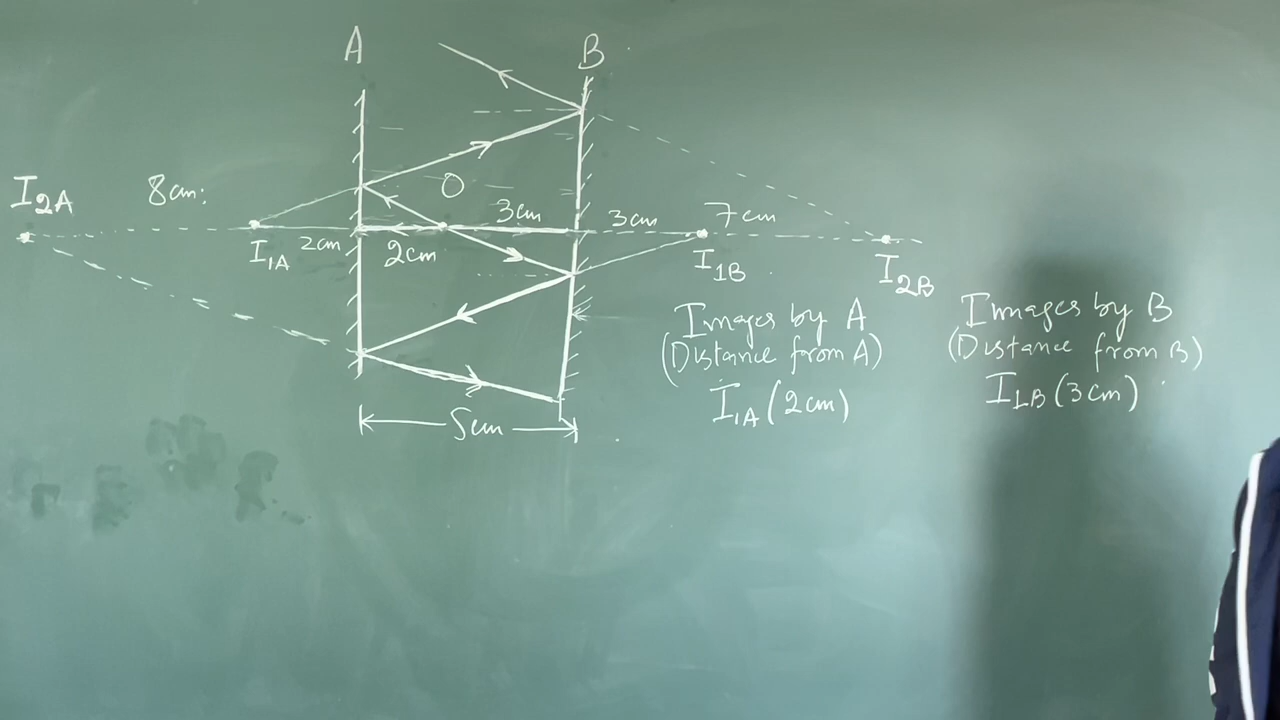 A
B
I2A
8cm
O
3cm
3cm
7cm
I1A
2cm
2cm
I1B
I2B
Images by A
(Distance from A)
I1A (2cm)
Images by B
(Distance from B)
I1B (3cm)
5cm